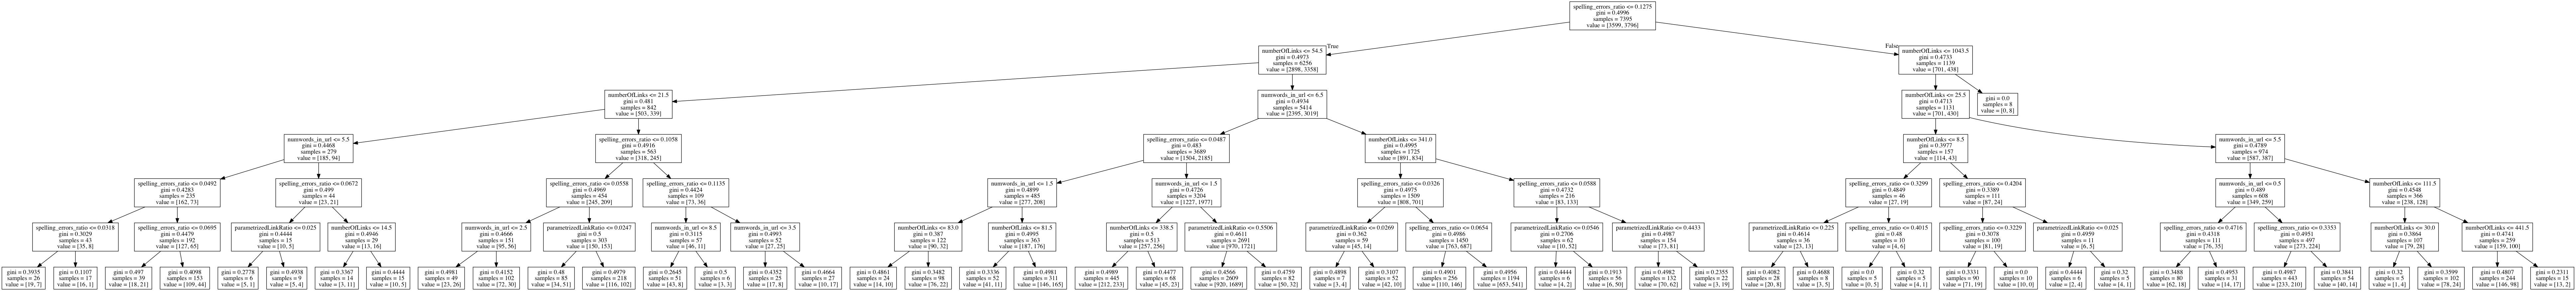 spelling_errors_ratio <= 0.1275
gini = 0.4996
samples = 7395
value = [3599, 3796]
True
False
numberOfLinks <= 54.5
gini = 0.4973
samples = 6256
value = [2898, 3358]
numberOfLinks <= 1043.5
gini = 0.4733
samples = 1139
value = [701, 438]
numberOfLinks <= 21.5
gini = 0.481
samples = 842
value = [503, 339]
numwords_in_url <= 6.5
gini = 0.4934
samples = 5414
value = [2395, 3019]
numberOfLinks <= 25.5
gini = 0.4713
samples = 1131
value = [701, 430]
gini = 0.0
samples = 8
value = [0, 8]
numwords_in_url <= 5.5
gini = 0.4468
samples = 279
value = [185, 94]
spelling_errors_ratio <= 0.1058
gini = 0.4916
samples = 563
value = [318, 245]
spelling_errors_ratio <= 0.0487
gini = 0.483
samples = 3689
value = [1504, 2185]
numberOfLinks <= 341.0
gini = 0.4995
samples = 1725
value = [891, 834]
numberOfLinks <= 8.5
gini = 0.3977
samples = 157
value = [114, 43]
numwords_in_url <= 5.5
gini = 0.4789
samples = 974
value = [587, 387]
spelling_errors_ratio <= 0.0492
gini = 0.4283
samples = 235
value = [162, 73]
spelling_errors_ratio <= 0.0672
gini = 0.499
samples = 44
value = [23, 21]
spelling_errors_ratio <= 0.0558
gini = 0.4969
samples = 454
value = [245, 209]
spelling_errors_ratio <= 0.1135
gini = 0.4424
samples = 109
value = [73, 36]
numwords_in_url <= 1.5
gini = 0.4899
samples = 485
value = [277, 208]
numwords_in_url <= 1.5
gini = 0.4726
samples = 3204
value = [1227, 1977]
spelling_errors_ratio <= 0.0326
gini = 0.4975
samples = 1509
value = [808, 701]
spelling_errors_ratio <= 0.0588
gini = 0.4732
samples = 216
value = [83, 133]
spelling_errors_ratio <= 0.3299
gini = 0.4849
samples = 46
value = [27, 19]
spelling_errors_ratio <= 0.4204
gini = 0.3389
samples = 111
value = [87, 24]
numwords_in_url <= 0.5
gini = 0.489
samples = 608
value = [349, 259]
numberOfLinks <= 111.5
gini = 0.4548
samples = 366
value = [238, 128]
spelling_errors_ratio <= 0.0318
gini = 0.3029
samples = 43
value = [35, 8]
spelling_errors_ratio <= 0.0695
gini = 0.4479
samples = 192
value = [127, 65]
parametrizedLinkRatio <= 0.025
gini = 0.4444
samples = 15
value = [10, 5]
numberOfLinks <= 14.5
gini = 0.4946
samples = 29
value = [13, 16]
numwords_in_url <= 2.5
gini = 0.4666
samples = 151
value = [95, 56]
parametrizedLinkRatio <= 0.0247
gini = 0.5
samples = 303
value = [150, 153]
numwords_in_url <= 8.5
gini = 0.3115
samples = 57
value = [46, 11]
numwords_in_url <= 3.5
gini = 0.4993
samples = 52
value = [27, 25]
numberOfLinks <= 83.0
gini = 0.387
samples = 122
value = [90, 32]
numberOfLinks <= 81.5
gini = 0.4995
samples = 363
value = [187, 176]
numberOfLinks <= 338.5
gini = 0.5
samples = 513
value = [257, 256]
parametrizedLinkRatio <= 0.5506
gini = 0.4611
samples = 2691
value = [970, 1721]
parametrizedLinkRatio <= 0.0269
gini = 0.362
samples = 59
value = [45, 14]
spelling_errors_ratio <= 0.0654
gini = 0.4986
samples = 1450
value = [763, 687]
parametrizedLinkRatio <= 0.0546
gini = 0.2706
samples = 62
value = [10, 52]
parametrizedLinkRatio <= 0.4433
gini = 0.4987
samples = 154
value = [73, 81]
parametrizedLinkRatio <= 0.225
gini = 0.4614
samples = 36
value = [23, 13]
spelling_errors_ratio <= 0.4015
gini = 0.48
samples = 10
value = [4, 6]
spelling_errors_ratio <= 0.3229
gini = 0.3078
samples = 100
value = [81, 19]
parametrizedLinkRatio <= 0.025
gini = 0.4959
samples = 11
value = [6, 5]
spelling_errors_ratio <= 0.4716
gini = 0.4318
samples = 111
value = [76, 35]
spelling_errors_ratio <= 0.3353
gini = 0.4951
samples = 497
value = [273, 224]
numberOfLinks <= 30.0
gini = 0.3864
samples = 107
value = [79, 28]
numberOfLinks <= 441.5
gini = 0.4741
samples = 259
value = [159, 100]
gini = 0.3935
samples = 26
value = [19, 7]
gini = 0.1107
samples = 17
value = [16, 1]
gini = 0.497
samples = 39
value = [18, 21]
gini = 0.4098
samples = 153
value = [109, 44]
gini = 0.2778
samples = 6
value = [5, 1]
gini = 0.4938
samples = 9
value = [5, 4]
gini = 0.3367
samples = 14
value = [3, 11]
gini = 0.4444
samples = 15
value = [10, 5]
gini = 0.4981
samples = 49
value = [23, 26]
gini = 0.4152
samples = 102
value = [72, 30]
gini = 0.48
samples = 85
value = [34, 51]
gini = 0.4979
samples = 218
value = [116, 102]
gini = 0.2645
samples = 51
value = [43, 8]
gini = 0.5
samples = 6
value = [3, 3]
gini = 0.4352
samples = 25
value = [17, 8]
gini = 0.4664
samples = 27
value = [10, 17]
gini = 0.4861
samples = 24
value = [14, 10]
gini = 0.3482
samples = 98
value = [76, 22]
gini = 0.3336
samples = 52
value = [41, 11]
gini = 0.4981
samples = 311
value = [146, 165]
gini = 0.4989
samples = 445
value = [212, 233]
gini = 0.4477
samples = 68
value = [45, 23]
gini = 0.4566
samples = 2609
value = [920, 1689]
gini = 0.4759
samples = 82
value = [50, 32]
gini = 0.4898
samples = 7
value = [3, 4]
gini = 0.3107
samples = 52
value = [42, 10]
gini = 0.4901
samples = 256
value = [110, 146]
gini = 0.4956
samples = 1194
value = [653, 541]
gini = 0.4444
samples = 6
value = [4, 2]
gini = 0.1913
samples = 56
value = [6, 50]
gini = 0.4982
samples = 132
value = [70, 62]
gini = 0.2355
samples = 22
value = [3, 19]
gini = 0.4082
samples = 28
value = [20, 8]
gini = 0.4688
samples = 8
value = [3, 5]
gini = 0.0
samples = 5
value = [0, 5]
gini = 0.32
samples = 5
value = [4, 1]
gini = 0.3331
samples = 90
value = [71, 19]
gini = 0.0
samples = 10
value = [10, 0]
gini = 0.4444
samples = 6
value = [2, 4]
gini = 0.32
samples = 5
value = [4, 1]
gini = 0.3488
samples = 80
value = [62, 18]
gini = 0.4953
samples = 31
value = [14, 17]
gini = 0.4987
samples = 443
value = [233, 210]
gini = 0.3841
samples = 54
value = [40, 14]
gini = 0.32
samples = 5
value = [1, 4]
gini = 0.3599
samples = 102
value = [78, 24]
gini = 0.4807
samples = 244
value = [146, 98]
gini = 0.2311
samples = 15
value = [13, 2]